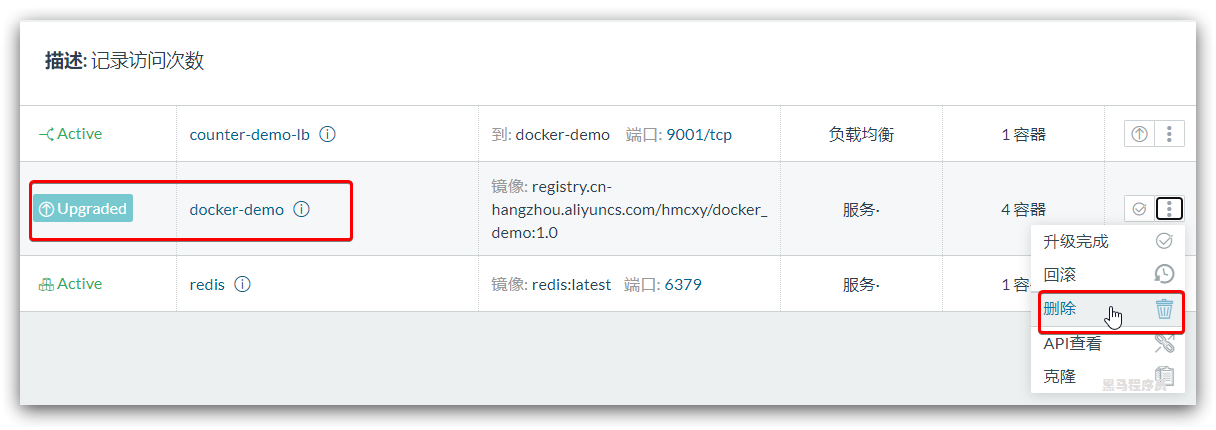 描述: 记录访问次数
Active counter-demo-lb 到: docker-demo 端口: 9001/tcp 负载均衡 1 容器
Upgraded docker-demo 镜像: registry.cn-
hangzhou.aliyuncs.com/hmcxy/docker_
demo:1.0 服务· 4 容器
升级完成
回滚
Active redis 镜像: redis:latest 端口: 6379 服务· 1 容
删除
API查看
克隆
黑马程序员